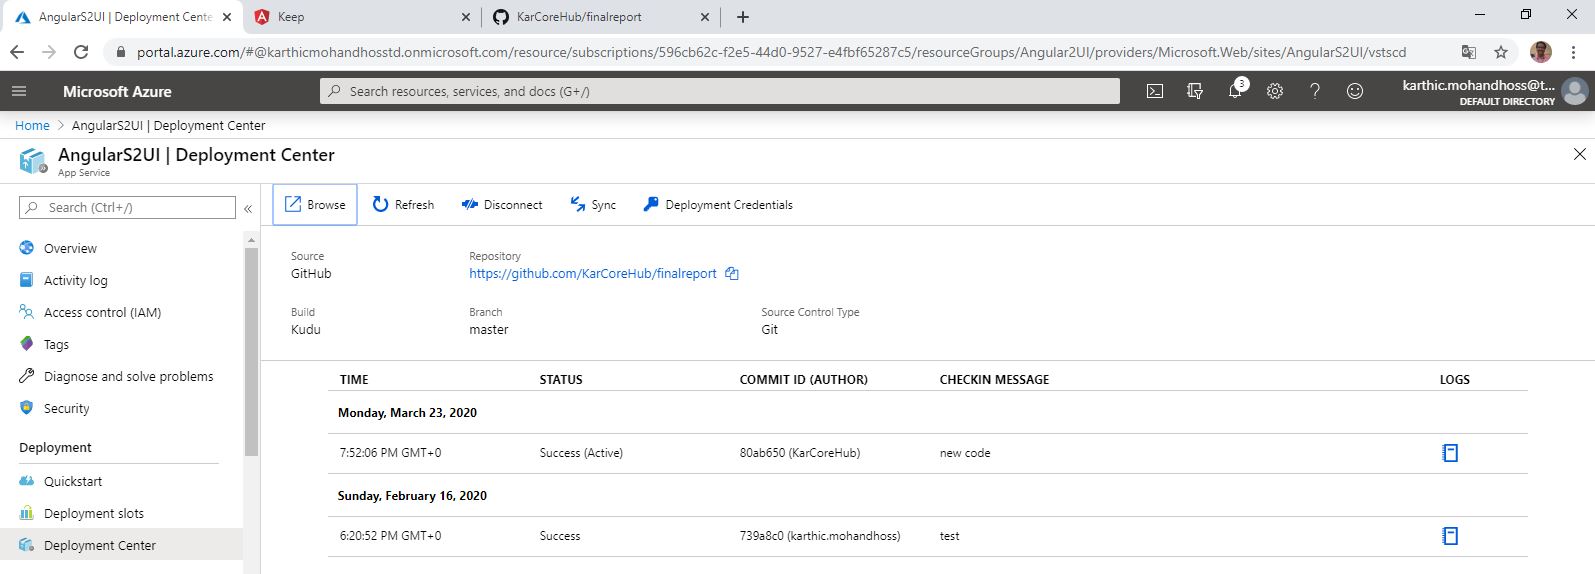 AngularS2UI | Deployment Cente
Keep
KarCoreHub/finalreport
portal.azure.com/#@karthicmohandhosstd.onmicrosoft.com/resource/subscriptions/596cb62c-f2e5-44d0-9527-e4fbf65287c5/resourceGroups/Angular2UI/providers/Microsoft.Web/sites/AngularS2UI/vstscd
Microsoft Azure
Search resources, services, and docs (G+/)
3
karthic.mohandhoss@t...
DEFAULT DIRECTORY
Home > AngularS2UI | Deployment Center
AngularS2UI | Deployment Center
App Service
Search (Ctrl+/)
«
Overview
Activity log
Access control (IAM)
Tags
Diagnose and solve problems
Security
Deployment
Quickstart
Deployment slots
Deployment Center
Browse Refresh Disconnect Sync Deployment Credentials
Source Repository
GitHub https://github.com/KarCoreHub/finalreport
Build Branch Source Control Type
Kudu master Git
TIME STATUS COMMIT ID (AUTHOR) CHECKIN MESSAGE LOGS
Monday, March 23, 2020
7:52:06 PM GMT+0 Success (Active) 80ab650 (KarCoreHub) new code
Sunday, February 16, 2020
6:20:52 PM GMT+0 Success 739a8c0 (karthic.mohandhoss) test